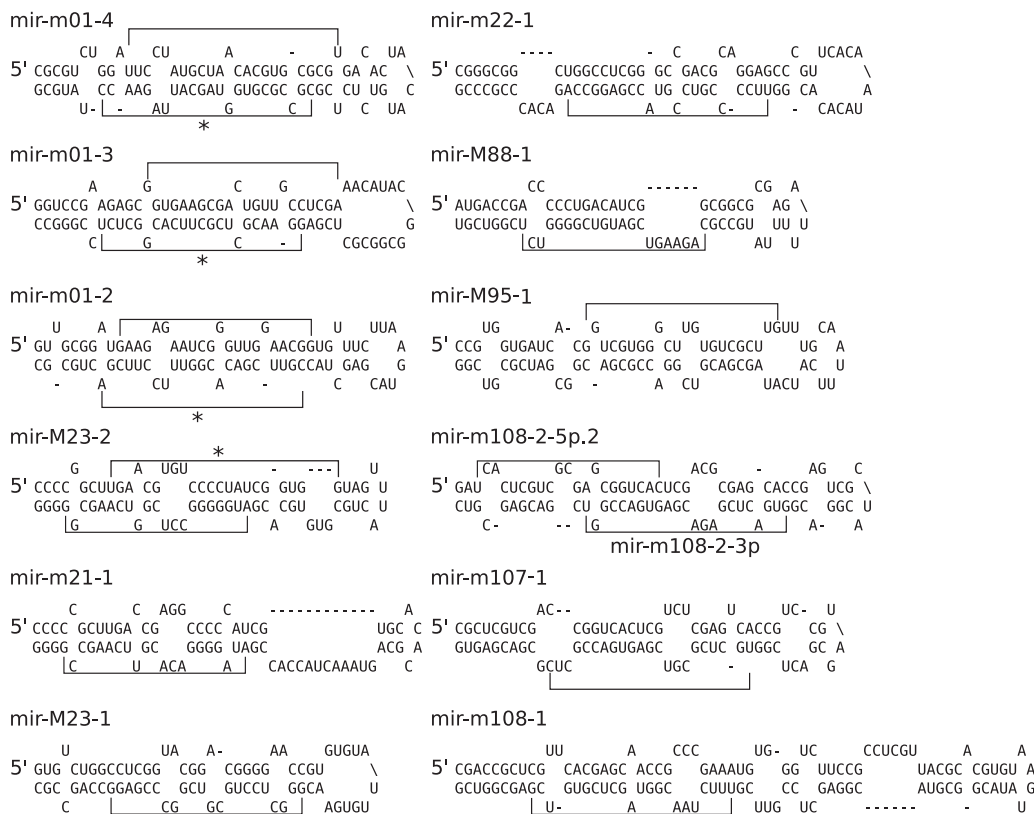 mir-m01-4
CU A CU A - U C UA
5' CGCGU GG UUC AUGCUA CACGUG CGCG GA AC \
GCGUA CC AAG UACGAU GUGCGC GCGC CU UG C
U- - AU G C U C UA
*
mir-m01-3
A G C G AACAUAC
5' GGUCCG AGAGC GUGAAGCGA UGUU CCUCGA \
CCGGGC UCUCG CACUUCGCU GCAA GGAGCU G
C G C - CGCGGCG
*
mir-m01-2
U A AG G G U UUA
5' GU GCGG UGAAG AAUCG GUUG AACGGUG UUC A
CG CGUC GCUUC UUGGC CAGC UUGCCAU GAG G
- A CU A - C CAU
*
mir-M23-2
*
G A UGU - --- U
5' CCCC GCUUGA CG CCCCUAUCG GUG GUAG U
GGGG CGAACU GC GGGGGUAGC CGU CGUC U
G G UCC A GUG A
mir-m21-1
C C AGG C ------------ A
5' CCCC GCUUGA CG CCCC AUCG UGC C
GGGG CGAACU GC GGGG UAGC ACG A
C U ACA A CACCAUCAAAUG C
mir-M23-1
U UA A- AA GUGUA
5' GUG CUGGCCUCGG CGG CGGGG CCGU \
CGC GACCGGAGCC GCU GUCCU GGCA U
C CG GC CG AGUGU
mir-m22-1
---- - C CA C UCACA
5' CGGGCGG CUGGCCUCGG GC GACG GGAGCC GU \
GCCCGCC GACCGGAGCC UG CUGC CCUUGG CA A
CACA A C C- - CACAU
mir-M88-1
CC ------ CG A
5' AUGACCGA CCCUGACAUCG GCGGCG AG \
UGCUGGCU GGGGCUGUAGC CGCCGU UU U
CU UGAAGA AU U
mir-M95-1
UG A- G G UG UGUU CA
5' CCG GUGAUC CG UCGUGG CU UGUCGCU UG A
GGC CGCUAG GC AGCGCC GG GCAGCGA AC U
UG CG - A CU UACU UU
mir-m108-2-5p.2
CA GC G ACG - AG C
5' GAU CUCGUC GA CGGUCACUCG CGAG CACCG UCG \
CUG GAGCAG CU GCCAGUGAGC GCUC GUGGC GGC U
C- -- G AGA A A- A
mir-m108-2-3p
mir-m107-1
AC-- UCU U UC- U
5' CGCUCGUCG CGGUCACUCG CGAG CACCG CG \
GUGAGCAGC GCCAGUGAGC GCUC GUGGC GC A
GCUC UGC - UCA G
mir-m108-1
UU A CCC UG- UC CCUCGU A A A
5' CGACCGCUCG CACGAGC ACCG GAAAUG GG UUCCG UACGC CGUGU A
GCUGGCGAGC GUGCUCG UGGC CUUUGC CC GAGGC AUGCG GCAUA G
U- A AAU UUG UC ------ - U